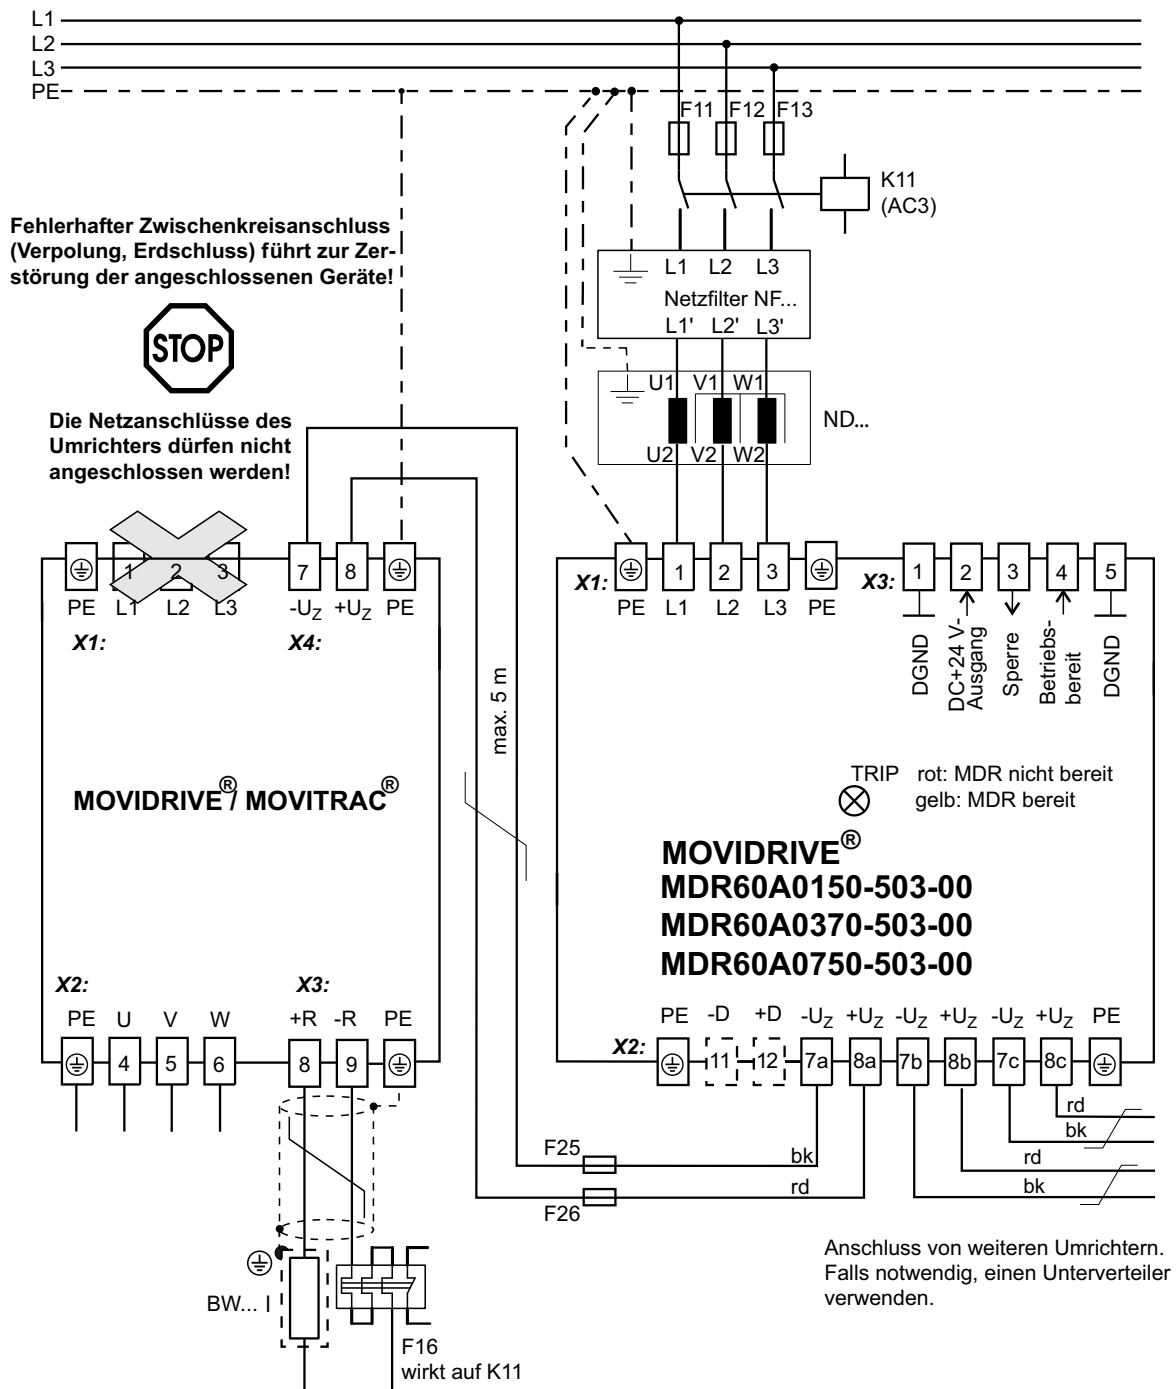 L1
L2
L3
PE
F11 F12 F13
K11
(AC3)
Fehlerhafter Zwischenkreisanschluss
(Verpolung, Erdschluss) führt zur Zer-
störung der angeschlossenen Geräte!
STOP
Die Netzanschlüsse des
Umrichters dürfen nicht
angeschlossen werden!
L1 L2 L3
Netzfilter NF...
L1' L2' L3'
U1 V1 W1
ND...
U2 V2 W2
1 2 3 7 8
PE L1 L2 L3 -UZ +UZ PE
X1: X4:
X1: 1 2 3
PE L1 L2 L3 PE
X3: 1 2 3 4 5
DGND
DC+24 V-
Ausgang
Sperre
Betriebs-
bereit
DGND
max. 5 m
MOVIDRIVE® / MOVITRAC®
TRIP rot: MDR nicht bereit
gelb: MDR bereit
MOVIDRIVE®
MDR60A0150-503-00
MDR60A0370-503-00
MDR60A0750-503-00
X2: X3:
PE U V W +R -R PE
4 5 6 8 9
PE -D +D -UZ +UZ -UZ +UZ -UZ +UZ PE
X2: 11 12 7a 8a 7b 8b 7c 8c
rd
bk
rd
bk
F25 bk
F26 rd
Anschluss von weiteren Umrichtern.
Falls notwendig, einen Unterverteiler
verwenden.
BW...
F16
wirkt auf K11